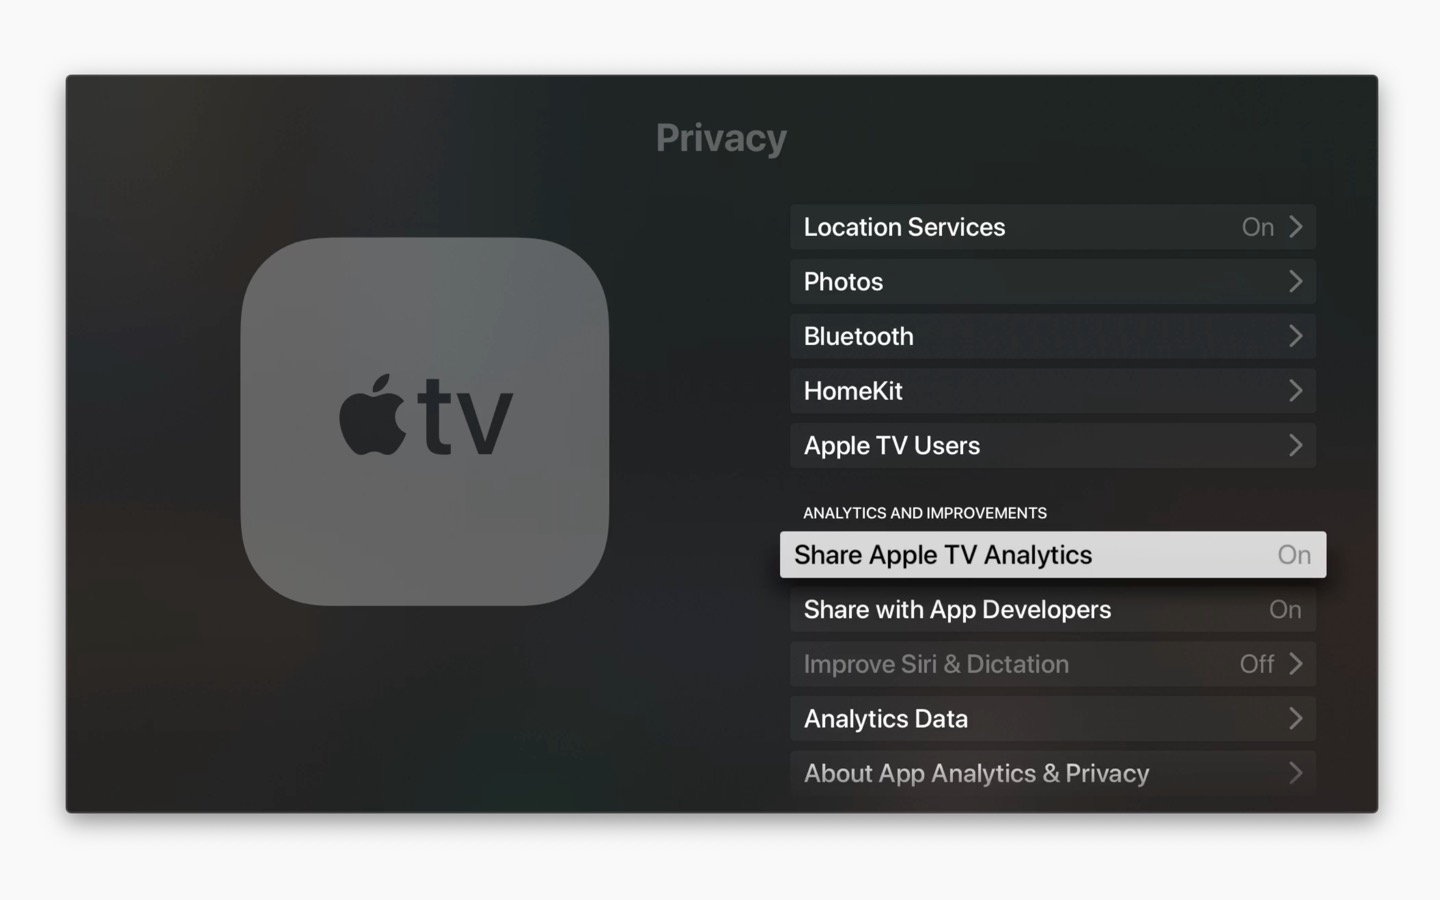 Privacy
Location Services On
Photos
Bluetooth
HomeKit
Apple TV Users
ANALYTICS AND IMPROVEMENTS
Share Apple TV Analytics On
Share with App Developers On
Improve Siri & Dictation Off
Analytics Data
About App Analytics & Privacy
tv